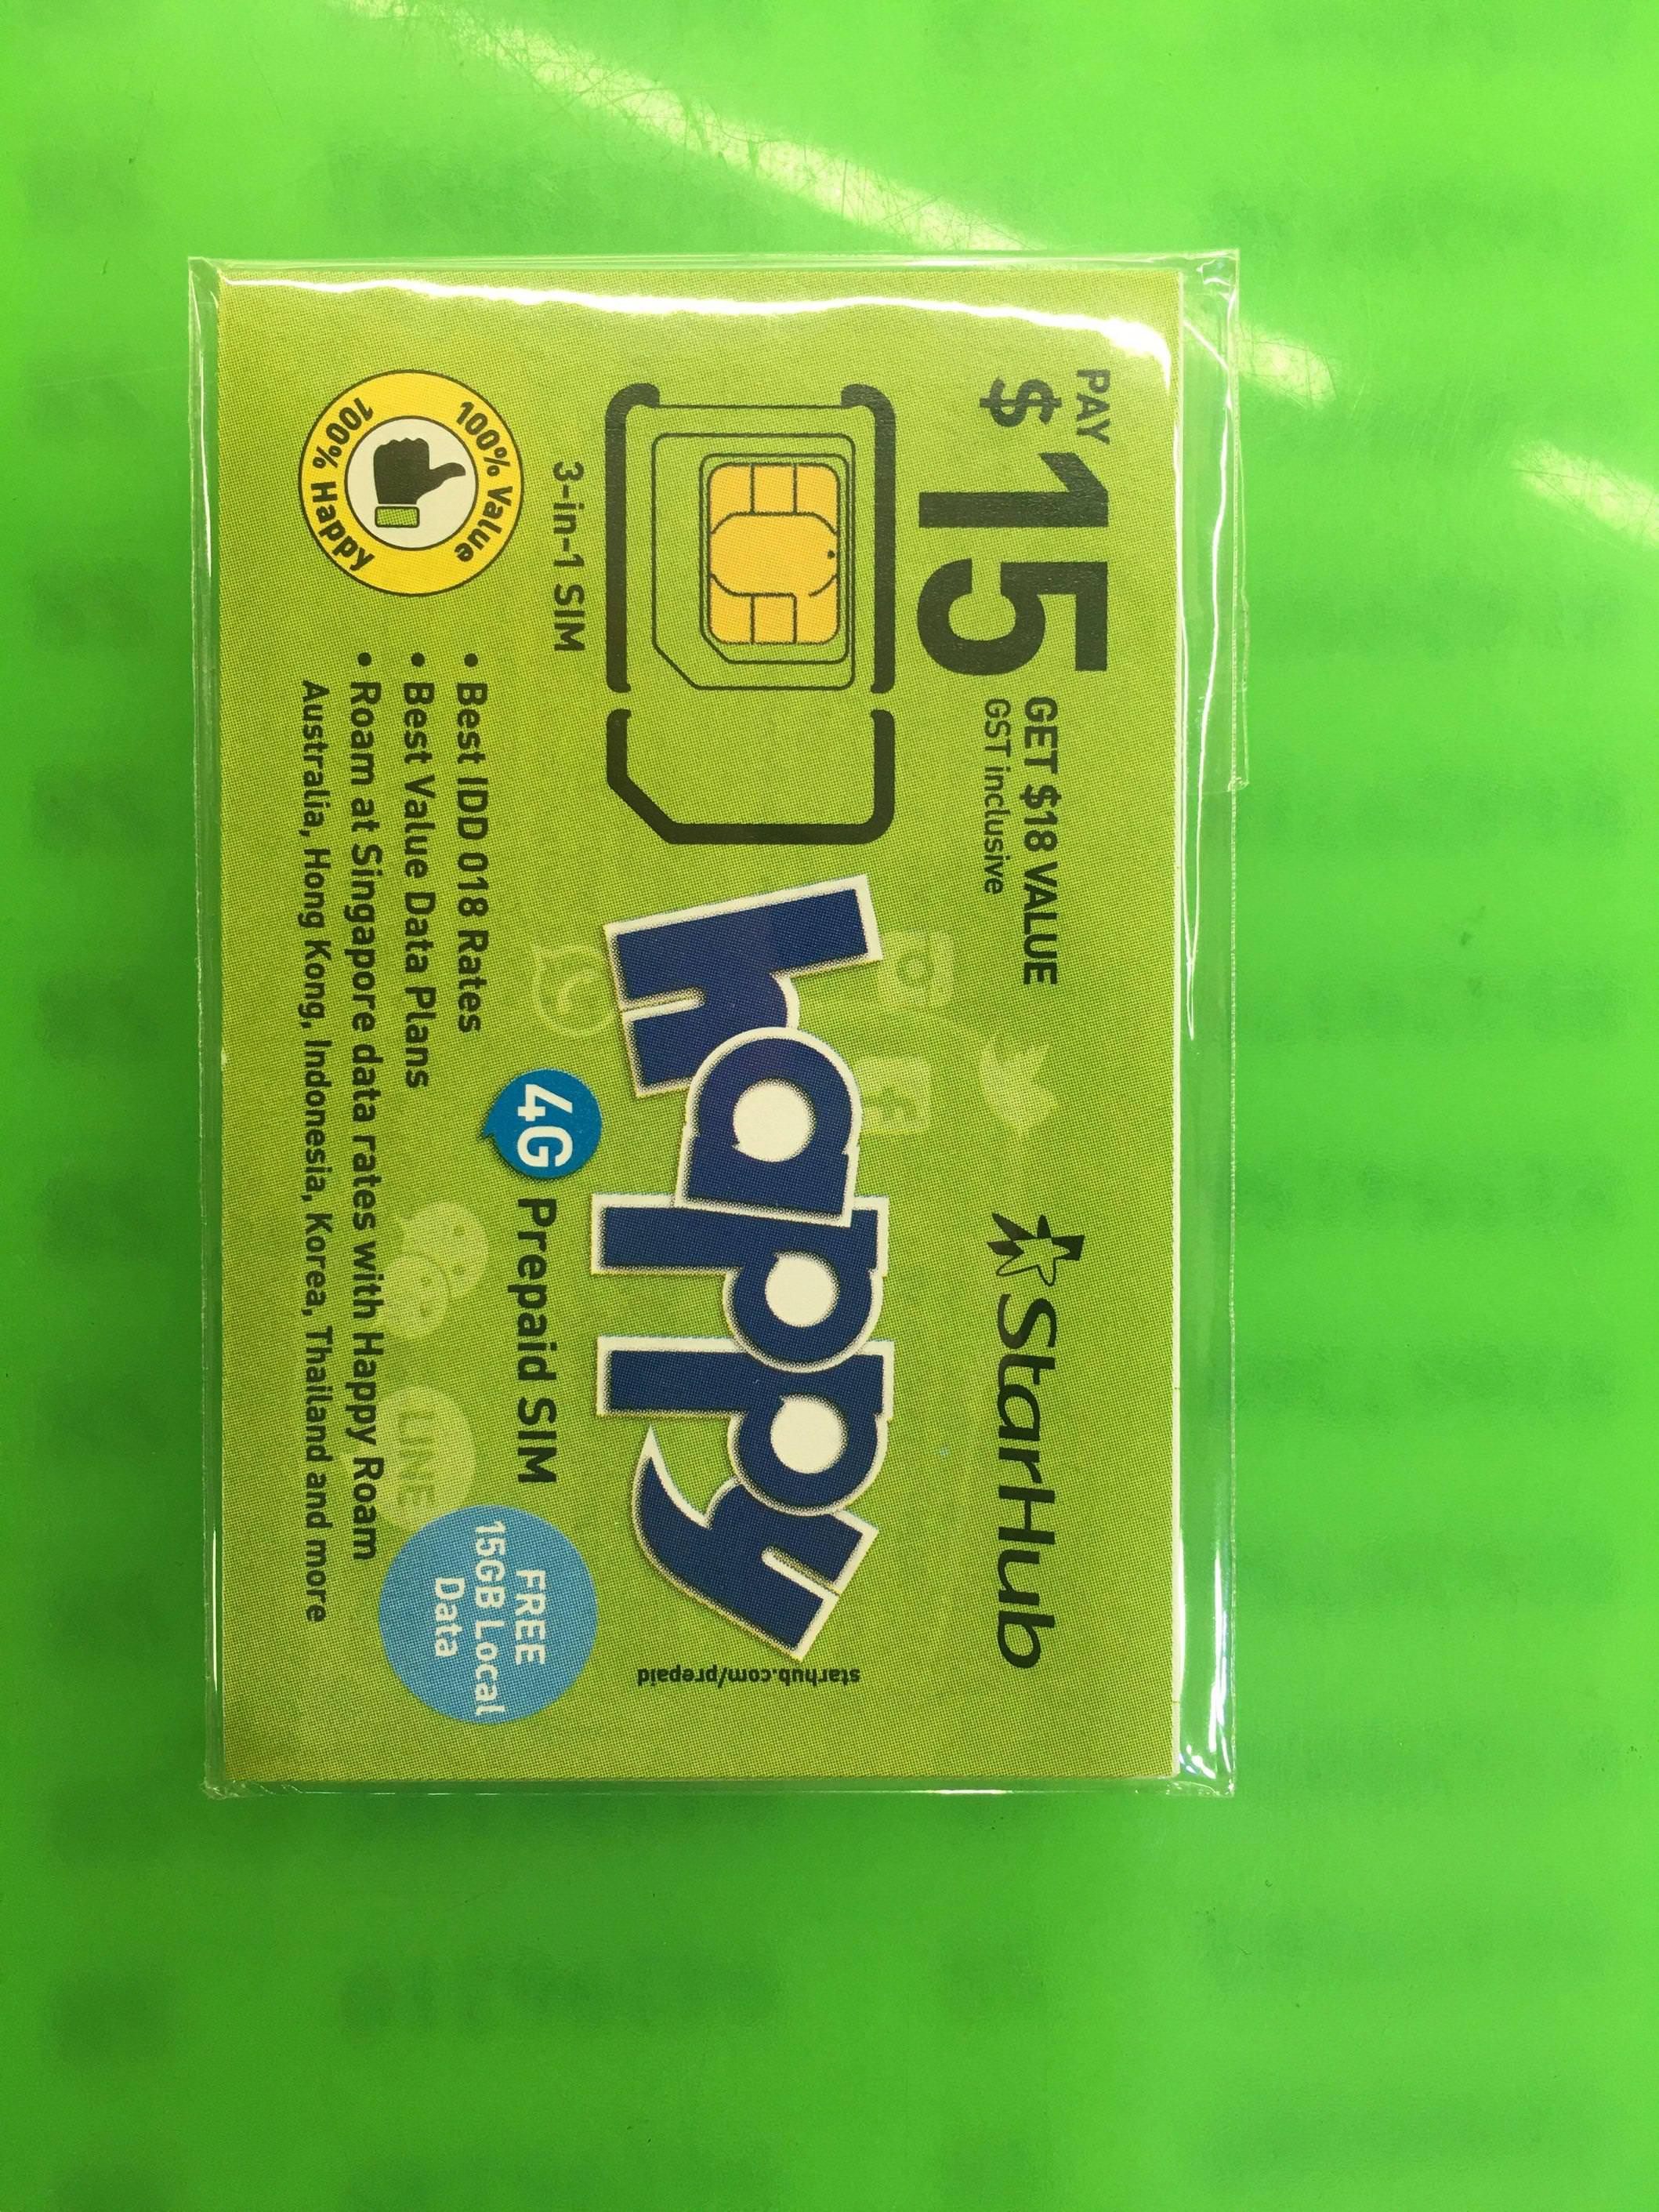 PAY
$15
GET $18 VALUE
GST inclusive
StarHub
3-in-1 SIM
happy
starhub.com/prepaid
4G Prepaid SIM
100% Value
100% Happy
• Best IDD 018 Rates
• Best Value Data Plans
• Roam at Singapore data rates with Happy Roam
Australia, Hong Kong, Indonesia, Korea, Thailand and more
LINE
FREE
15GB Local
Data